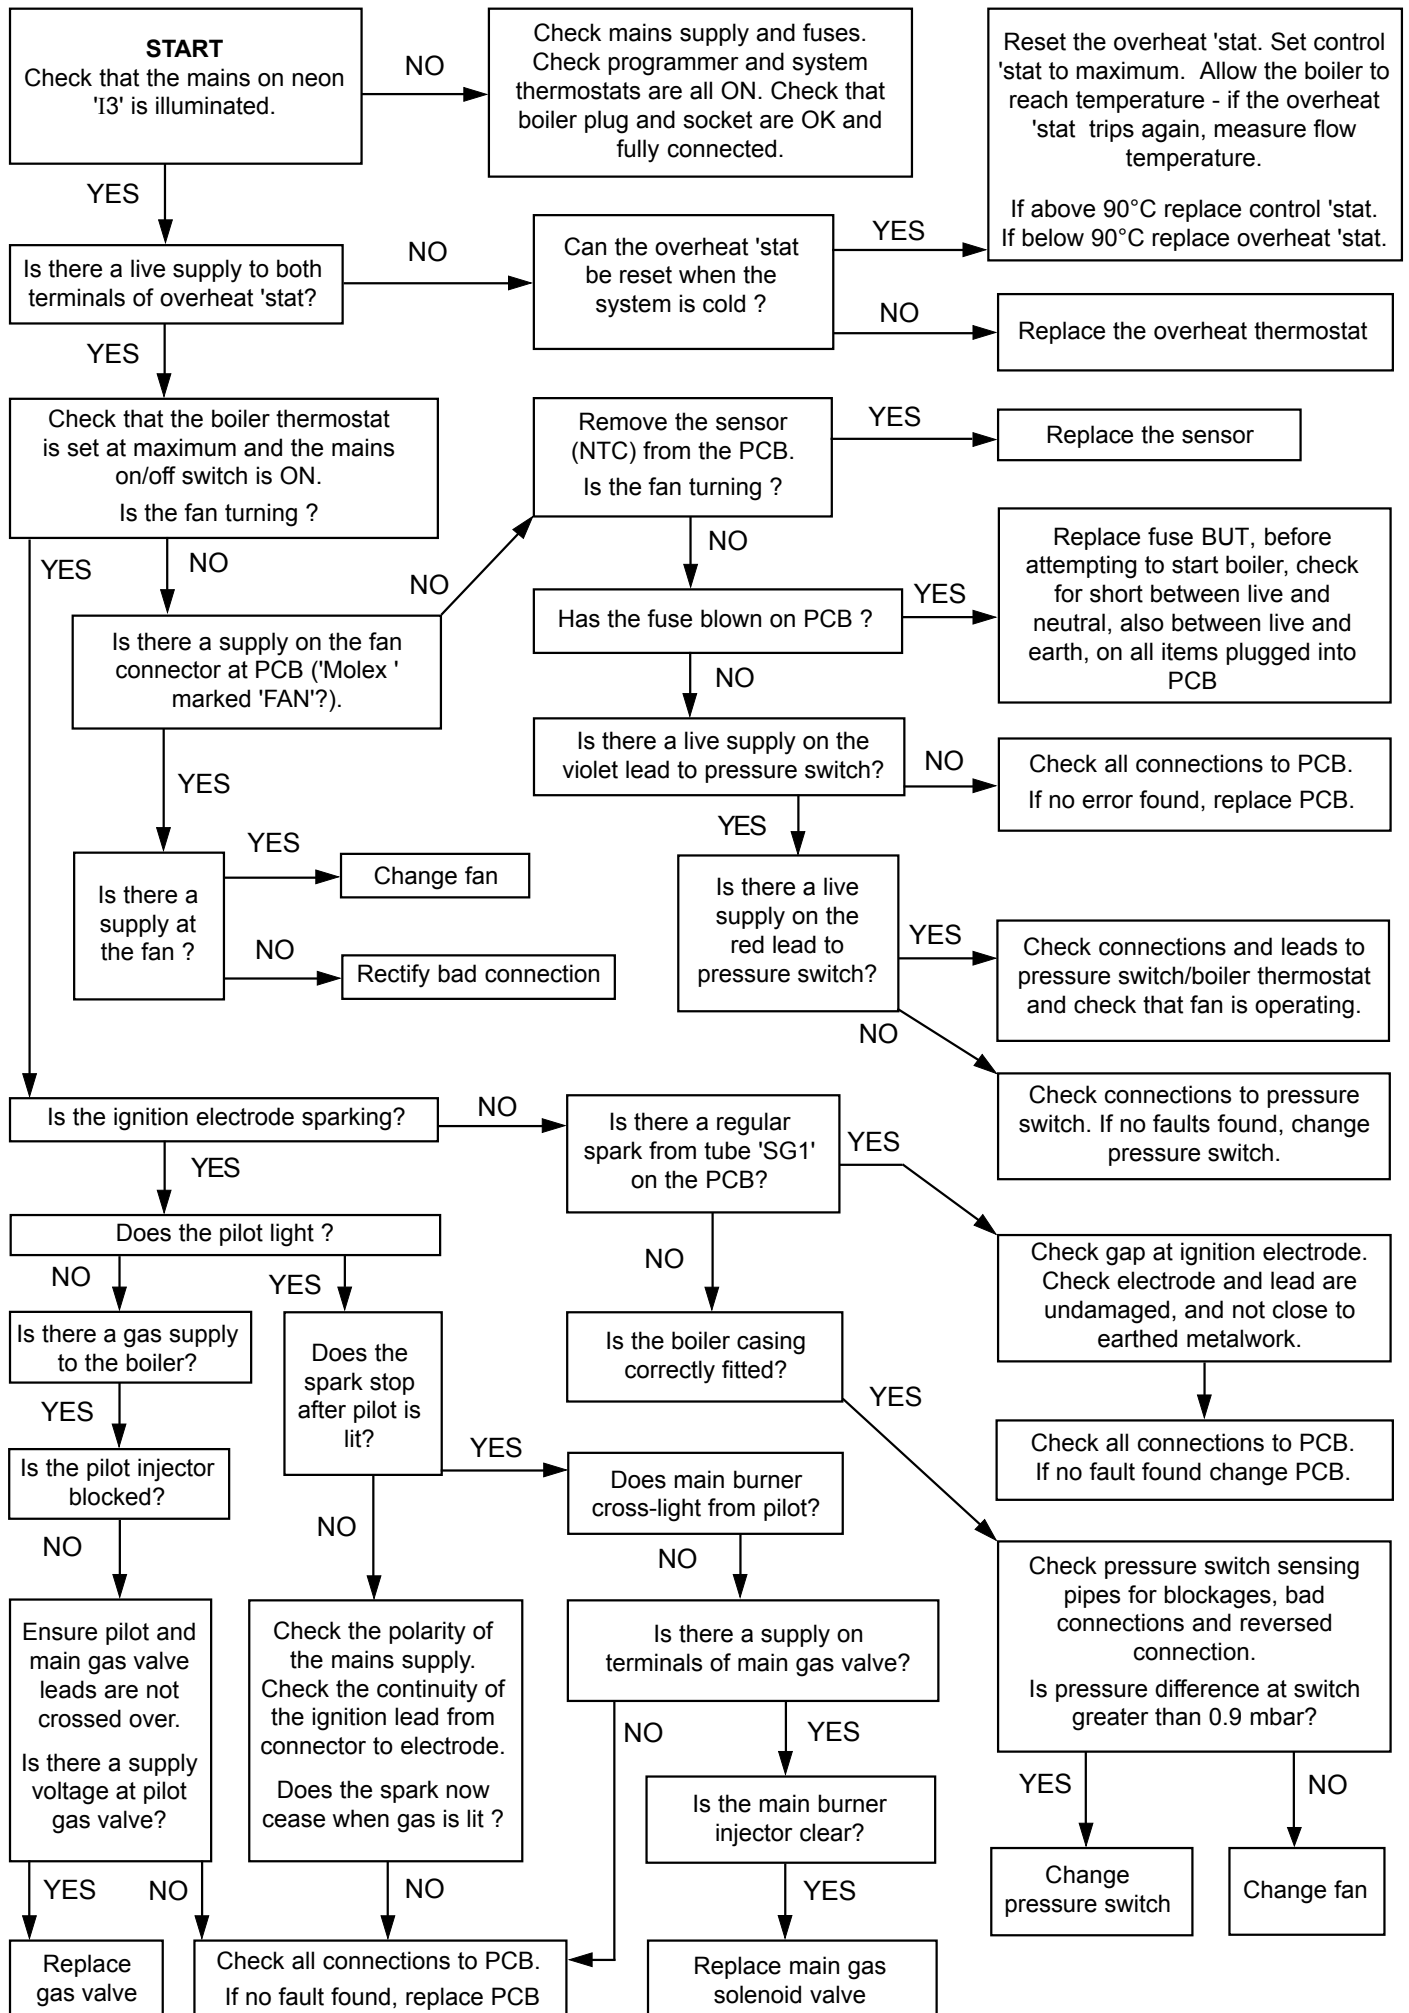 START
Check that the mains on neon
'I3' is illuminated.
NO
Check mains supply and fuses.
Check programmer and system
thermostats are all ON. Check that
boiler plug and socket are OK and
fully connected.
Reset the overheat 'stat. Set control
'stat to maximum. Allow the boiler to
reach temperature - if the overheat
'stat trips again, measure flow
temperature.
If above 90°C replace control 'stat.
If below 90°C replace overheat 'stat.
YES
Is there a live supply to both
terminals of overheat 'stat?
NO
Can the overheat 'stat
be reset when the
system is cold ?
YES
NO
Replace the overheat thermostat
YES
Check that the boiler thermostat
is set at maximum and the mains
on/off switch is ON.
Is the fan turning ?
Remove the sensor
(NTC) from the PCB.
Is the fan turning ?
YES
Replace the sensor
YES
NO
NO
NO
Is there a supply on the fan
connector at PCB ('Molex '
marked 'FAN'?).
Has the fuse blown on PCB ?
YES
Replace fuse BUT, before
attempting to start boiler, check
for short between live and
neutral, also between live and
earth, on all items plugged into
PCB
NO
Is there a live supply on the
violet lead to pressure switch?
NO
Check all connections to PCB.
If no error found, replace PCB.
YES
YES
Is there a
supply at
the fan ?
YES
Change fan
NO
Rectify bad connection
Is there a live
supply on the
red lead to
pressure switch?
YES
Check connections and leads to
pressure switch/boiler thermostat
and check that fan is operating.
NO
Check connections to pressure
switch. If no faults found, change
pressure switch.
Is the ignition electrode sparking?
NO
Is there a regular
spark from tube 'SG1'
on the PCB?
YES
YES
Does the pilot light ?
NO
Check gap at ignition electrode.
Check electrode and lead are
undamaged, and not close to
earthed metalwork.
NO
YES
Is there a gas supply
to the boiler?
Does the
spark stop
after pilot is
lit?
Is the boiler casing
correctly fitted?
YES
Check all connections to PCB.
If no fault found change PCB.
YES
Is the pilot injector
blocked?
YES
Does main burner
cross-light from pilot?
NO
NO
NO
Check pressure switch sensing
pipes for blockages, bad
connections and reversed
connection.
Is pressure difference at switch
greater than 0.9 mbar?
Ensure pilot and
main gas valve
leads are not
crossed over.
Is there a supply
voltage at pilot
gas valve?
Check the polarity of
the mains supply.
Check the continuity of
the ignition lead from
connector to electrode.
Does the spark now
cease when gas is lit ?
Is there a supply on
terminals of main gas valve?
NO
YES
Is the main burner
injector clear?
YES
NO
Change
pressure switch
Change fan
YES
NO
NO
YES
Replace
gas valve
Check all connections to PCB.
If no fault found, replace PCB
Replace main gas
solenoid valve